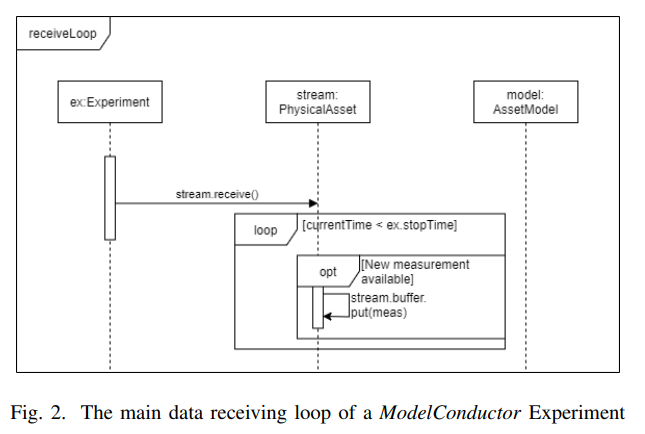 receiveLoop
ex:Experiment
stream:
PhysicalAsset
model:
AssetModel
stream.receive()
loop
[currentTime < ex.stopTime]
opt
[New measurement
available]
stream.buffer.
put(meas)
Fig. 2. The main data receiving loop of a ModelConductor Experiment